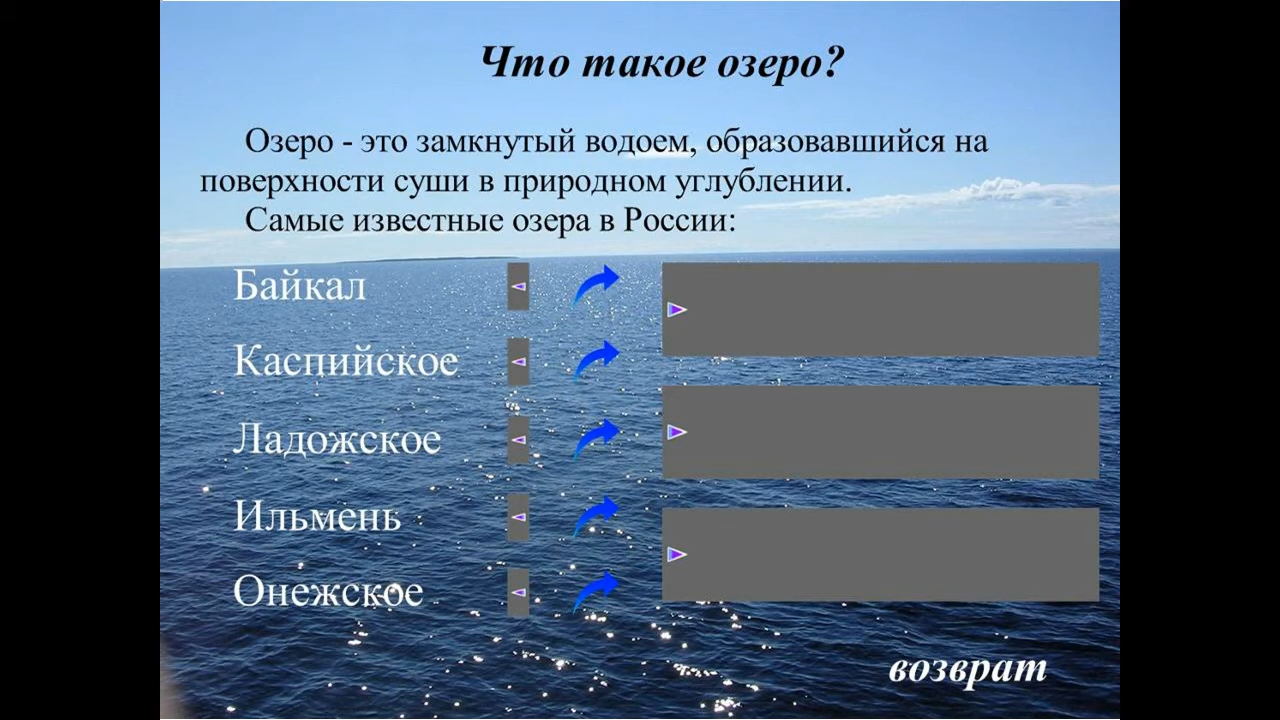 Что такое озеро?
Озеро - это замкнутый водоем, образовавшийся на
поверхности суши в природном углублении.
Самые известные озера в России:
Байкал
Каспийское
Ладожское
Ильмень
Онежское
возврат